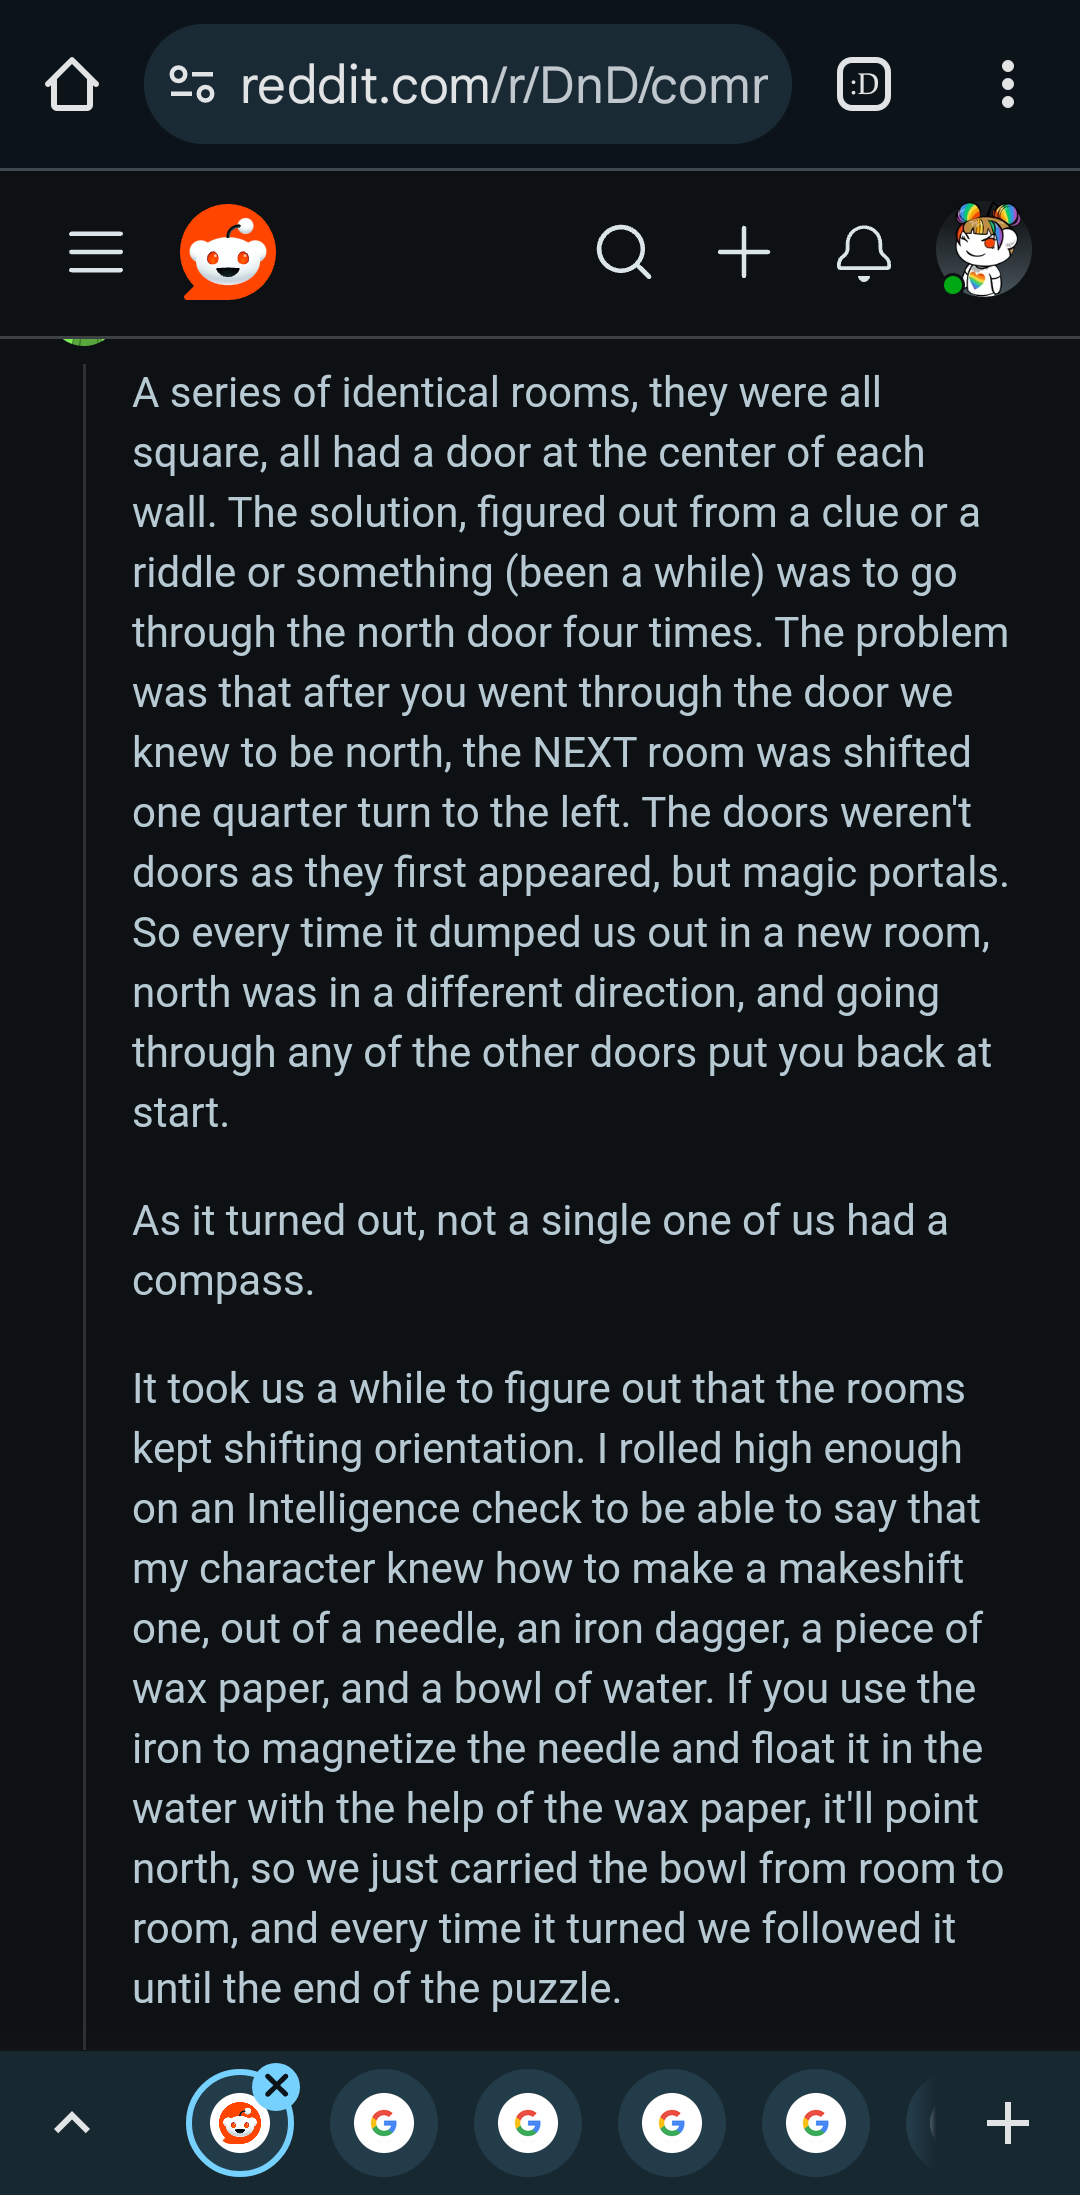 reddit.com/r/DnD/comr
:D
A series of identical rooms, they were all
square, all had a door at the center of each
wall. The solution, figured out from a clue or a
riddle or something (been a while) was to go
through the north door four times. The problem
was that after you went through the door we
knew to be north, the NEXT room was shifted
one quarter turn to the left. The doors weren't
doors as they first appeared, but magic portals.
So every time it dumped us out in a new room,
north was in a different direction, and going
through any of the other doors put you back at
start.
As it turned out, not a single one of us had a
compass.
It took us a while to figure out that the rooms
kept shifting orientation. I rolled high enough
on an Intelligence check to be able to say that
my character knew how to make a makeshift
one, out of a needle, an iron dagger, a piece of
wax paper, and a bowl of water. If you use the
iron to magnetize the needle and float it in the
water with the help of the wax paper, it'll point
north, so we just carried the bowl from room to
room, and every time it turned we followed it
until the end of the puzzle.